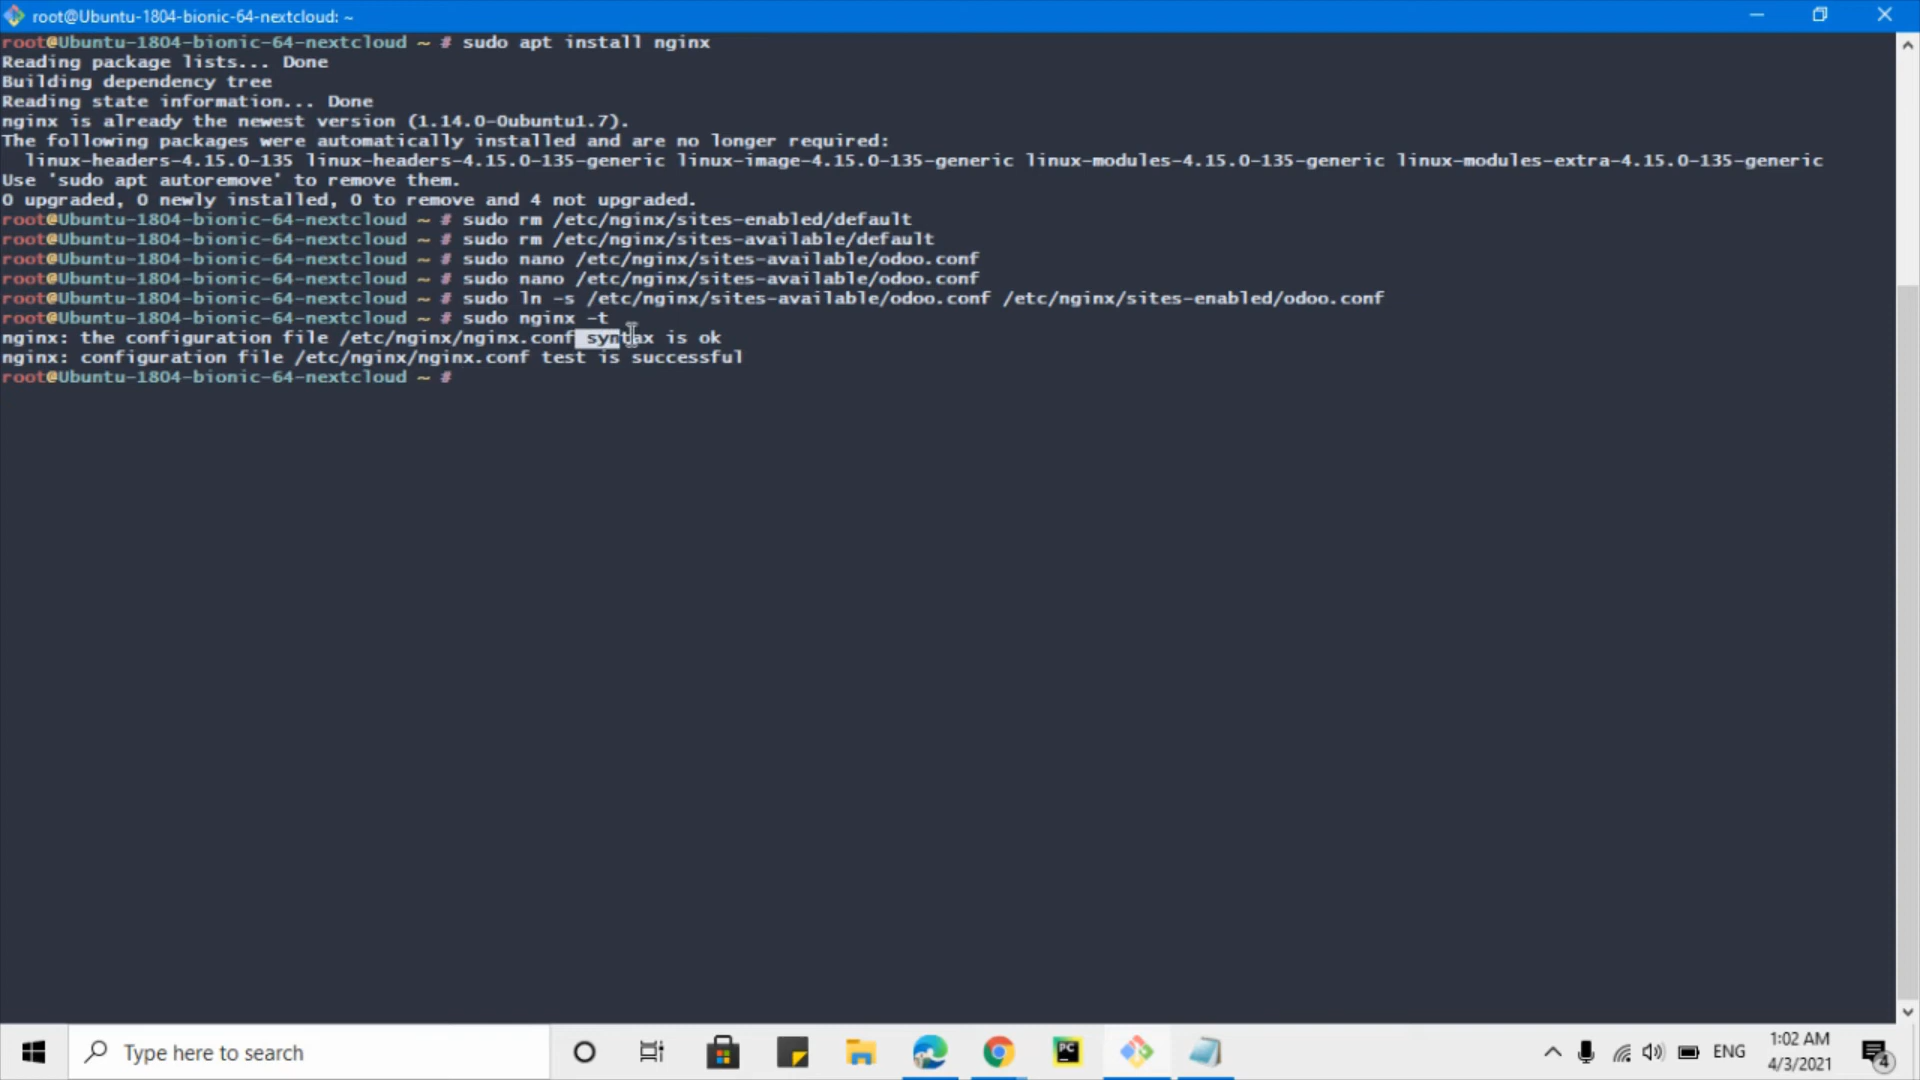 root@Ubuntu-1804-bionic-64-nextcloud: ~
root@Ubuntu-1804-bionic-64-nextcloud ~ # sudo apt install nginx
Reading package lists... Done
Building dependency tree
Reading state information... Done
nginx is already the newest version (1.14.0-0ubuntu1.7).
The following packages were automatically installed and are no longer required:
  linux-headers-4.15.0-135 linux-headers-4.15.0-135-generic linux-image-4.15.0-135-generic linux-modules-4.15.0-135-generic linux-modules-extra-4.15.0-135-generic
Use 'sudo apt autoremove' to remove them.
0 upgraded, 0 newly installed, 0 to remove and 4 not upgraded.
root@Ubuntu-1804-bionic-64-nextcloud ~ # sudo rm /etc/nginx/sites-enabled/default
root@Ubuntu-1804-bionic-64-nextcloud ~ # sudo rm /etc/nginx/sites-available/default
root@Ubuntu-1804-bionic-64-nextcloud ~ # sudo nano /etc/nginx/sites-available/odoo.conf
root@Ubuntu-1804-bionic-64-nextcloud ~ # sudo nano /etc/nginx/sites-available/odoo.conf
root@Ubuntu-1804-bionic-64-nextcloud ~ # sudo ln -s /etc/nginx/sites-available/odoo.conf /etc/nginx/sites-enabled/odoo.conf
root@Ubuntu-1804-bionic-64-nextcloud ~ # sudo nginx -t
nginx: the configuration file /etc/nginx/nginx.conf syntax is ok
nginx: configuration file /etc/nginx/nginx.conf test is successful
root@Ubuntu-1804-bionic-64-nextcloud ~ #
Type here to search
PC
ENG
1:02 AM
4/3/2021
4